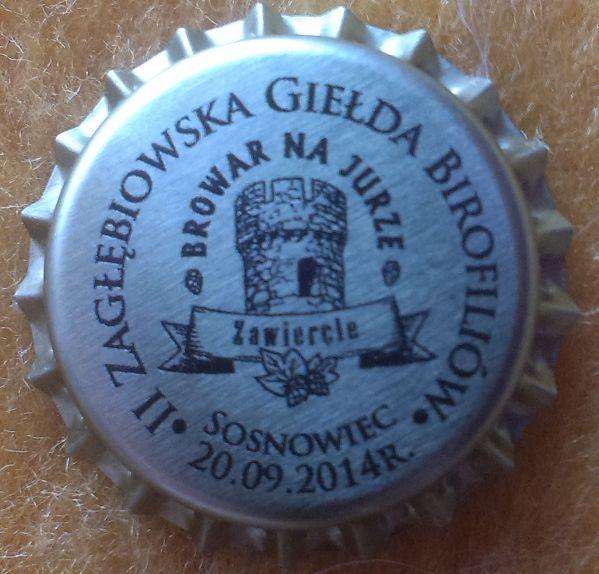 II ZAGŁĘBIOWSKA GIEŁDA BIROFILIÓW
BROWAR NA JURZE
Zawiercie
SOSNOWIEC
20.09.2014R.